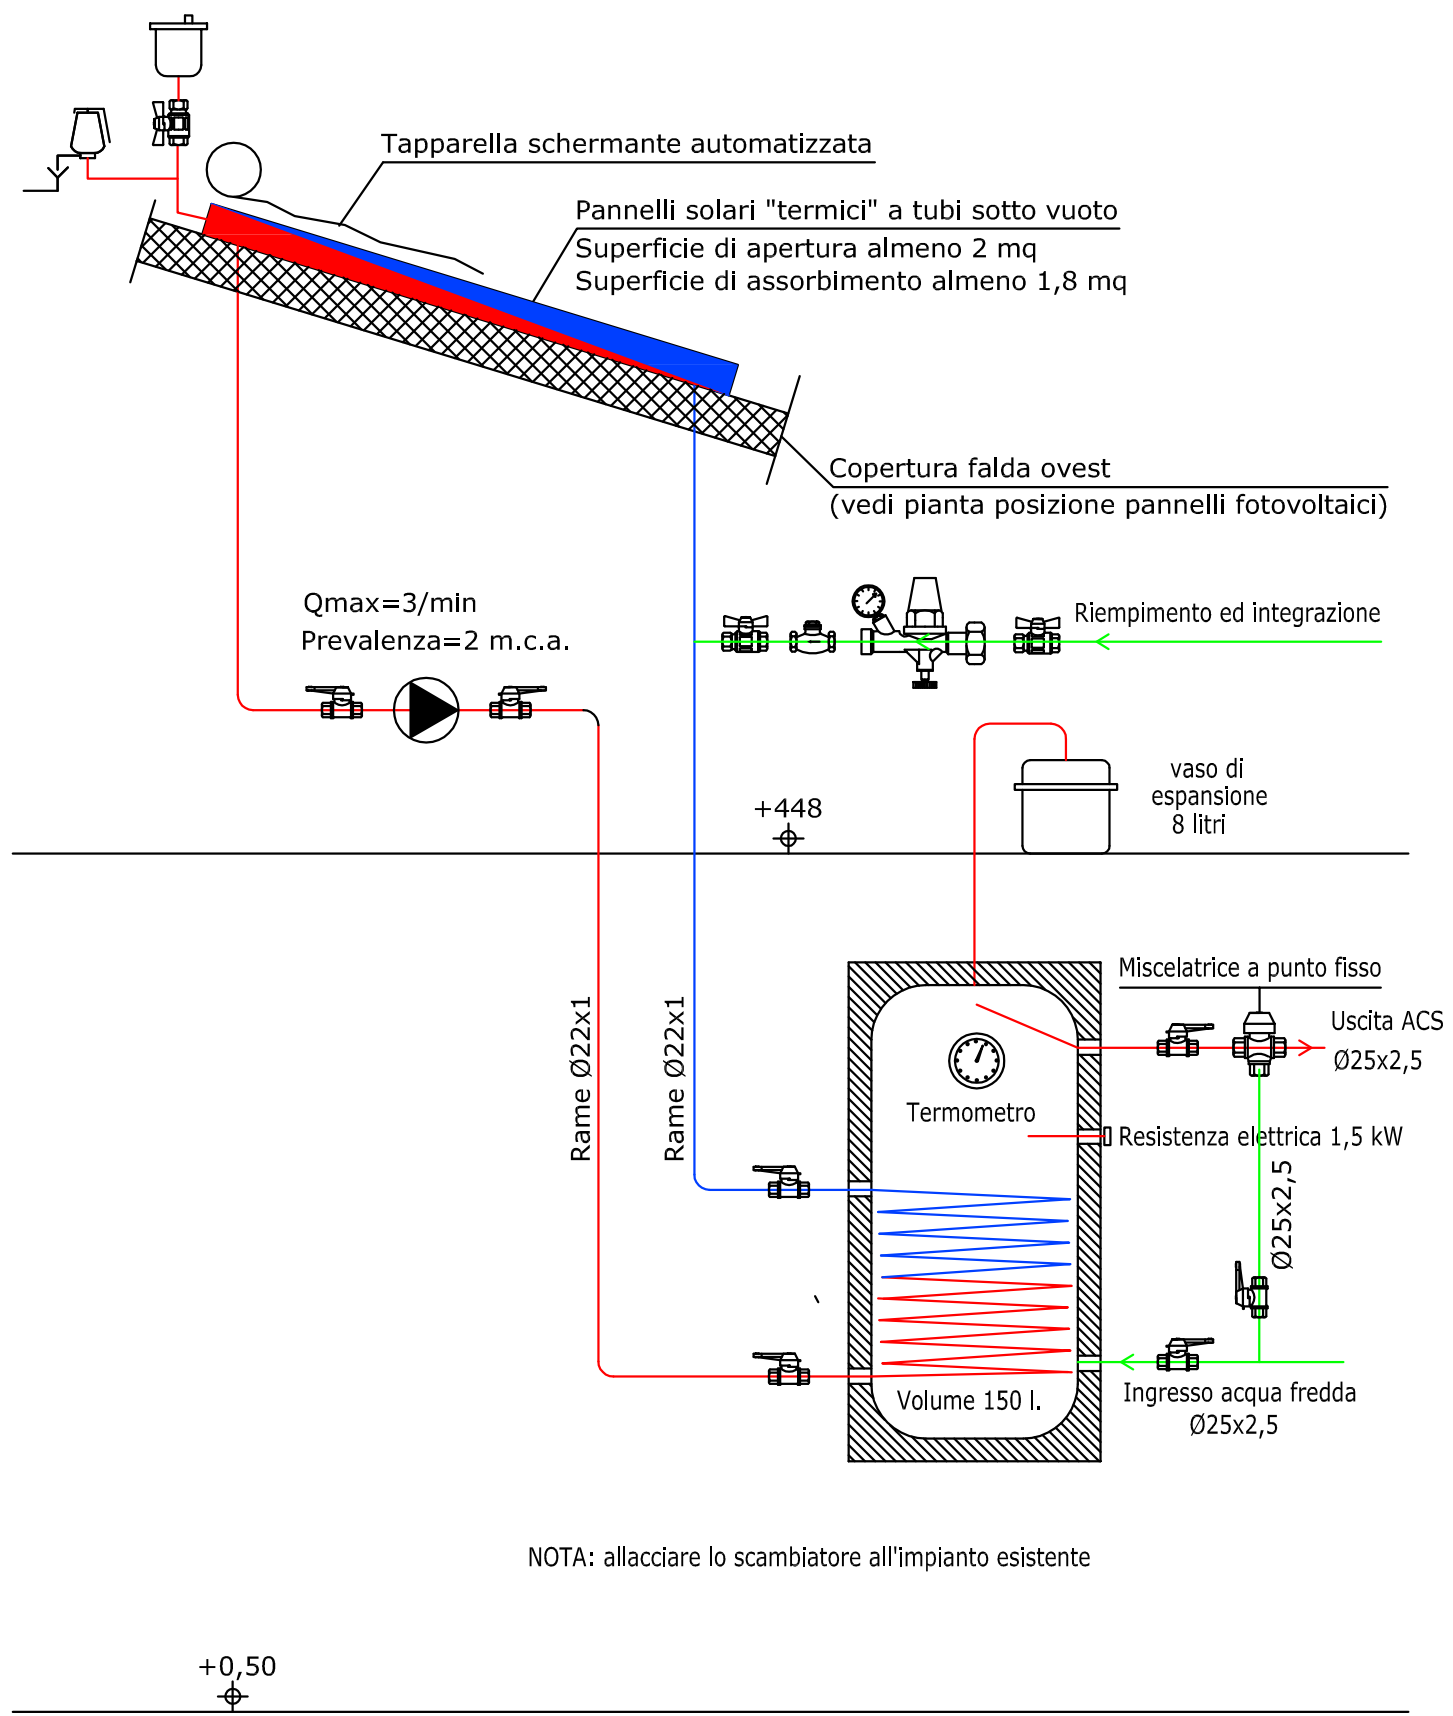 Tapparella schermante automatizzata
Pannelli solari "termici" a tubi sotto vuoto
Superficie di apertura almeno 2 mq
Superficie di assorbimento almeno 1,8 mq
Copertura falda ovest
(vedi pianta posizione pannelli fotovoltaici)
Qmax=3/min
Prevalenza=2 m.c.a.
Riempimento ed integrazione
vaso di
espansione
8 litri
+448
Miscelatrice a punto fisso
Uscita ACS
Ø25x2,5
Rame Ø22x1
Rame Ø22x1
Termometro
Resistenza elettrica 1,5 kW
Ø25x2,5
Volume 150 l.
Ingresso acqua fredda
Ø25x2,5
NOTA: allacciare lo scambiatore all'impianto esistente
+0,50